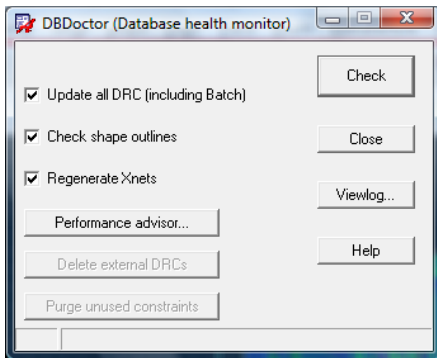 DBDoctor (Database health monitor)
Check
Update all DRC (including Batch)
Check shape outlines
Close
Regenerate Xnets
Viewlog...
Performance advisor...
Help
Delete external DRCs
Purge unused constraints